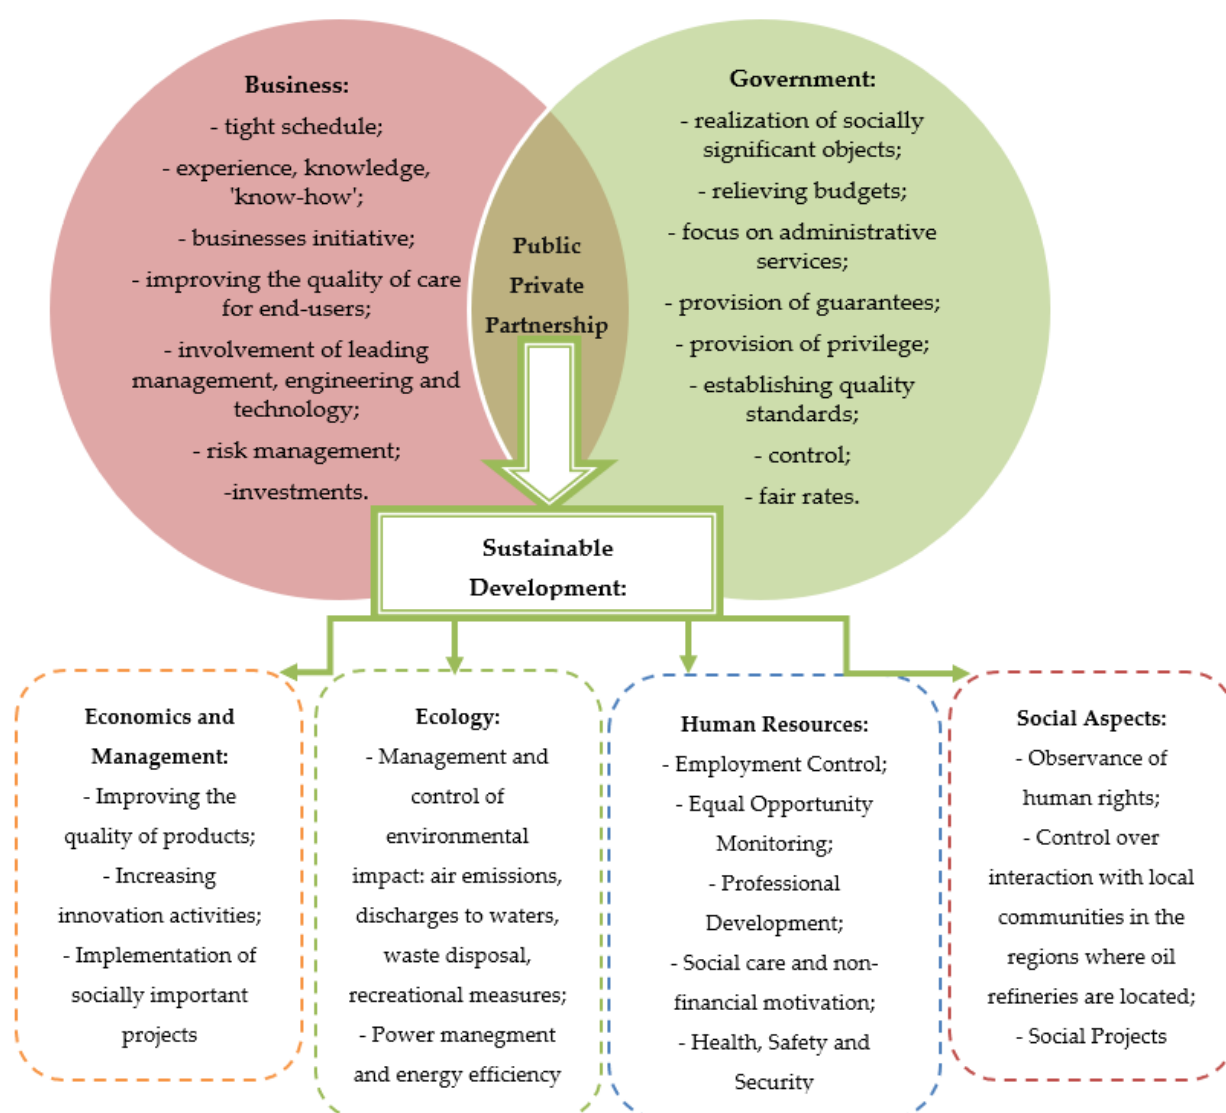 Business:
- tight schedule;
- experience, knowledge,
'know-how';
- businesses initiative;
- improving the quality of care
for end-users;
- involvement of leading
management, engineering and
technology;
- risk management;
-investments.
Public
Private
Partnership
Government:
- realization of socially
significant objects;
- relieving budgets;
- focus on administrative
services;
- provision of guarantees;
- provision of privilege;
- establishing quality
standards;
- control;
- fair rates.
Sustainable
Development:
Economics and
Management:
- Improving the
quality of products;
- Increasing
innovation activities;
- Implementation of
socially important
projects
Ecology:
- Management and
control of
environmental
impact: air emissions,
discharges to waters,
waste disposal,
recreational measures;
- Power manegment
and energy efficiency
Human Resources:
- Employment Control;
- Equal Opportunity
Monitoring;
- Professional
Development;
- Social care and non-
financial motivation;
- Health, Safety and
Security
Social Aspects:
- Observance of
human rights;
- Control over
interaction with local
communities in the
regions where oil
refineries are located;
- Social Projects